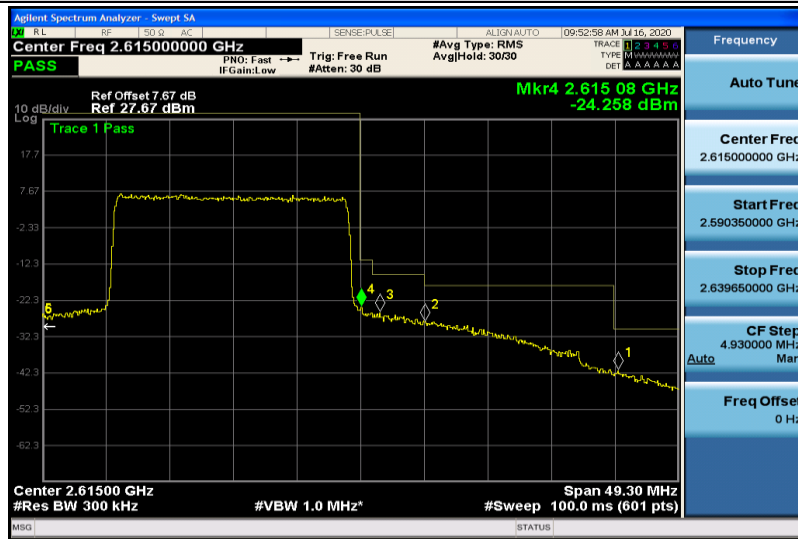 Agilent Spectrum Analyzer - Swept SA
RL RF 50 Ω AC SENSE:PULSE ALIGN AUTO 09:52:58 AM Jul 16, 2020
Center Freq 2.615000000 GHz
PASS
PNO: Fast
IFGain:Low
Trig: Free Run
#Atten: 30 dB
#Avg Type: RMS
Avg|Hold: 30/30
TRACE 1 2 3 4 5 6
TYPE M
DET A A A A A A
Frequency
Mkr4 2.615 08 GHz
-24.258 dBm
Ref Offset 7.67 dB
10 dB/div Ref 27.67 dBm
Log
Trace 1 Pass
17.7
7.67
-2.33
-12.3
-22.3
-32.3
-42.3
-52.3
-62.3
4
3
2
1
Auto Tune
Center Freq
2.615000000 GHz
Start Freq
2.590350000 GHz
Stop Freq
2.639650000 GHz
CF Step
4.930000 MHz
Auto Man
Freq Offset
0 Hz
Center 2.61500 GHz Span 49.30 MHz
#Res BW 300 kHz #VBW 1.0 MHz* #Sweep 100.0 ms (601 pts)
MSG STATUS